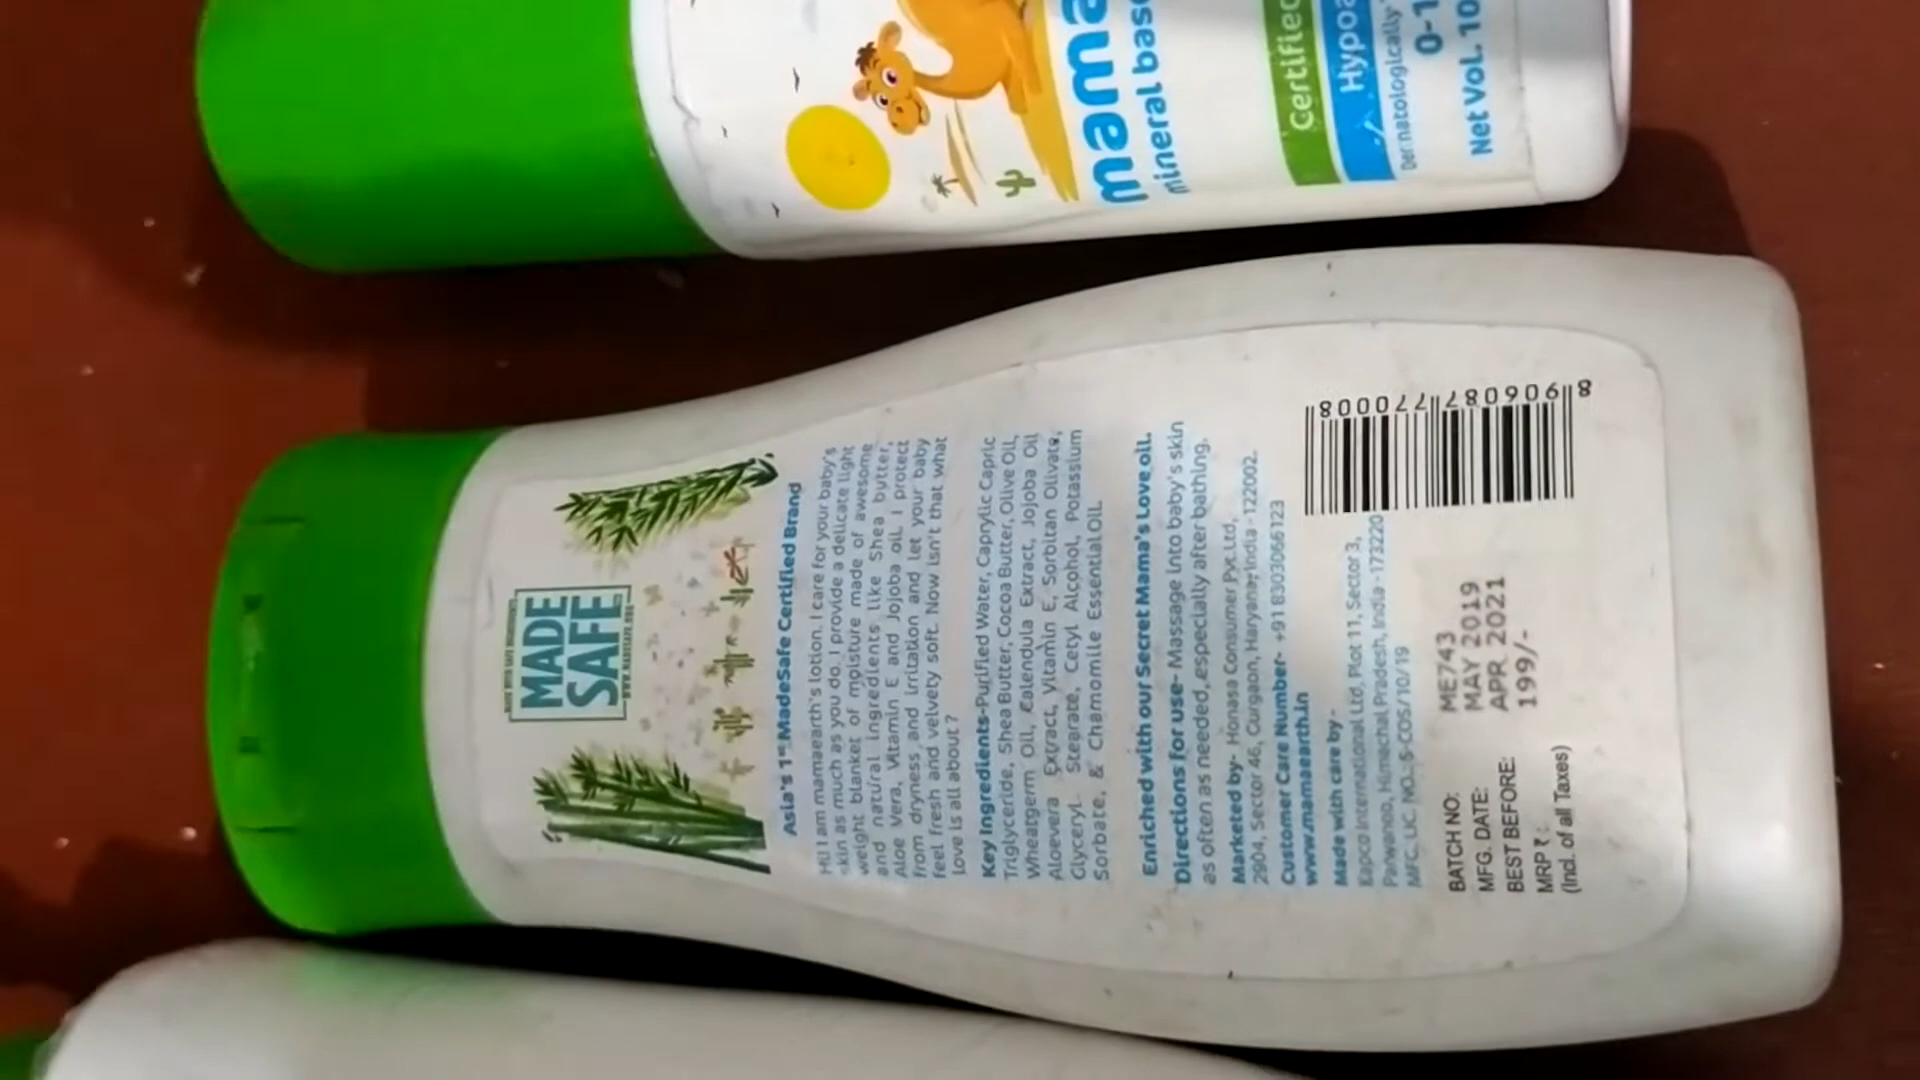 mama
mineral bas
Certified
Hypoa
Dermatologically
0-1
Net Vol. 10
MADE
SAFE
WWW.MADESAFE.ORG
Asia's 1st MadeSafe Certified Brand
Hi! I am mamaearth's lotion. I care for your baby's
skin as much as you do. I provide a delicate light
weight blanket of moisture made of awesome
and natural ingredients like Shea butter,
Aloe Vera, Vitamin E and Jojoba oil. I protect
from dryness and irritation and let your baby
feel fresh and velvety soft. Now isn't that what
love is all about?
Key Ingredients-Purified Water, Caprylic Capric
Triglyceride, Shea Butter, Cocoa Butter, Olive Oil,
Wheatgerm Oil, Calendula Extract, Jojoba Oil
Aloevera Extract, Vitamin E, Sorbitan Olivate,
Glyceryl Stearate, Cetyl Alcohol, Potassium
Sorbate, & Chamomile Essential Oil.
Enriched with our Secret Mama's Love oil.
Directions for use- Massage into baby's skin
as often as needed, especially after bathing.
Marketed by- Honasa Consumer Pvt.Ltd,
2904, Sector 46, Gurgaon, Haryana, India -122002.
Customer Care Number- +91 8303066123
www.mamaearth.in
Made with care by-
Kapco International Ltd, Plot 11, Sector 3,
Parwanoo, Himachal Pradesh, India -173220
MFG. LIC. NO.:
BATCH NO: ME743
MFG. DATE: MAY 2019
BEST BEFORE: APR 2021
MRP ₹: 199/-
(Incl. of all Taxes)
8 906087 770008